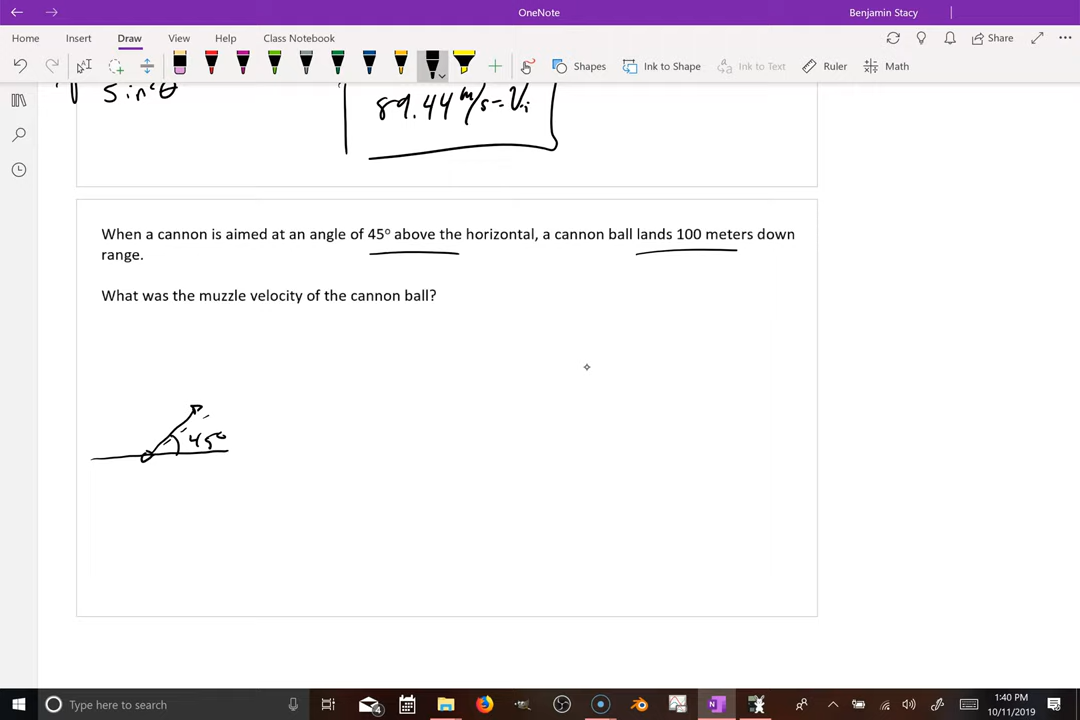 OneNote
Benjamin Stacy
Home Insert Draw View Help Class Notebook
Share
Shapes Ink to Shape Ink to Text Ruler Math
89.44 m/s = Vi
When a cannon is aimed at an angle of 45° above the horizontal, a cannon ball lands 100 meters down
range.
What was the muzzle velocity of the cannon ball?
45°
Type here to search
4
1:40 PM
10/11/2019